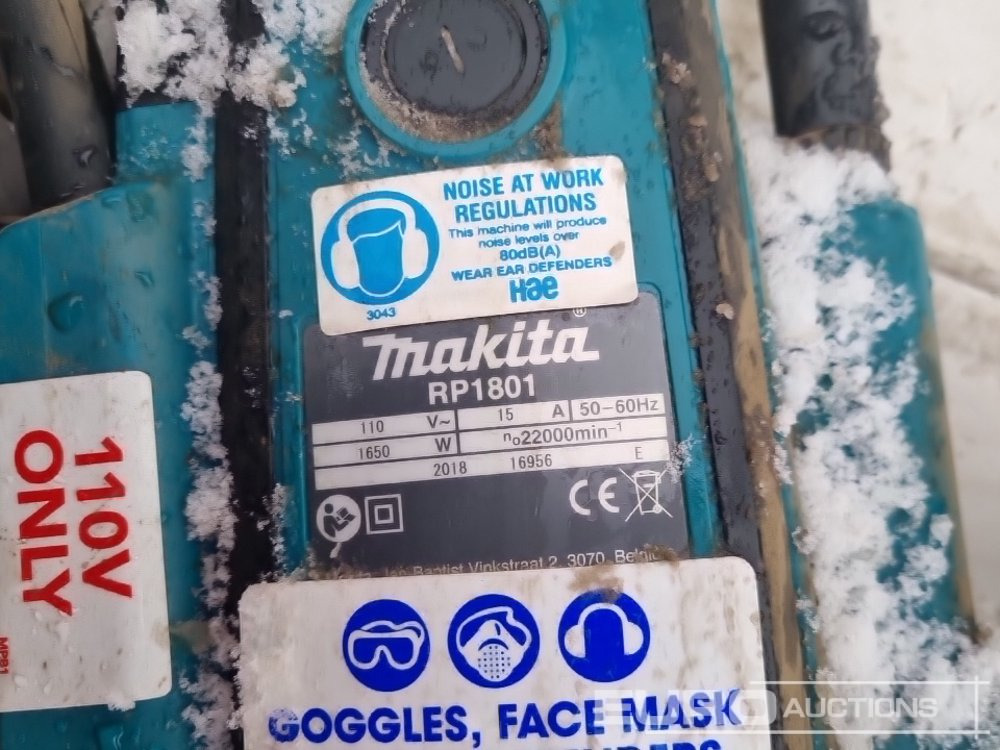 NOISE AT WORK
REGULATIONS
This machine will produce
noise levels over
80dB(A)
WEAR EAR DEFENDERS
Hae
3043
Makita®
RP1801
110 V~ 15 A 50-60Hz
1650 W n₀22000min⁻¹
2018 16956 E
CE
Baptist Vinkstraat 2, 3070,
110V
ONLY
MPB1
GOGGLES, FACE MASK
AUCTIONS